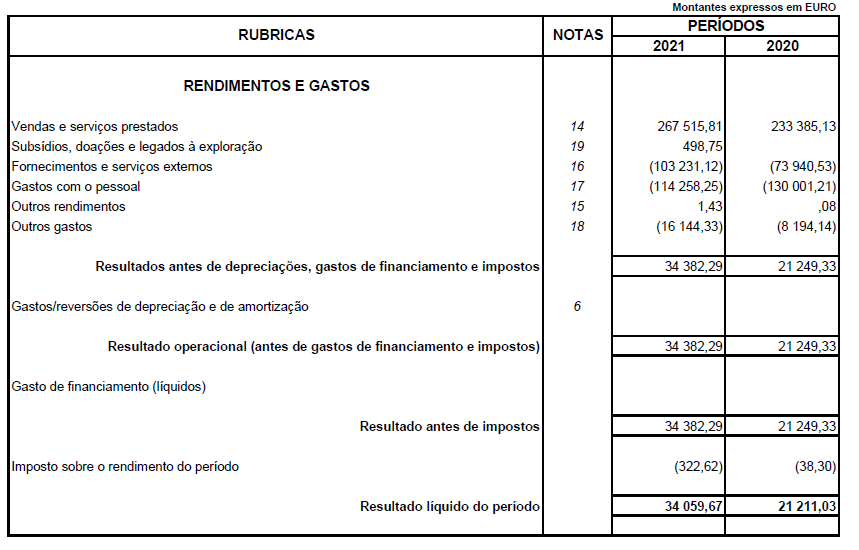 Montantes expressos em EURO
RUBRICAS NOTAS PERÍODOS
2021 2020
RENDIMENTOS E GASTOS
Vendas e serviços prestados 14 267 515,81 233 385,13
Subsídios, doações e legados à exploração 19 498,75
Fornecimentos e serviços externos 16 (103 231,12) (73 940,53)
Gastos com o pessoal 17 (114 258,25) (130 001,21)
Outros rendimentos 15 1,43 ,08
Outros gastos 18 (16 144,33) (8 194,14)
Resultados antes de depreciações, gastos de financiamento e impostos 34 382,29 21 249,33
Gastos/reversões de depreciação e de amortização 6
Resultado operacional (antes de gastos de financiamento e impostos) 34 382,29 21 249,33
Gasto de financiamento (líquidos)
Resultado antes de impostos 34 382,29 21 249,33
Imposto sobre o rendimento do período (322,62) (38,30)
Resultado líquido do período 34 059,67 21 211,03